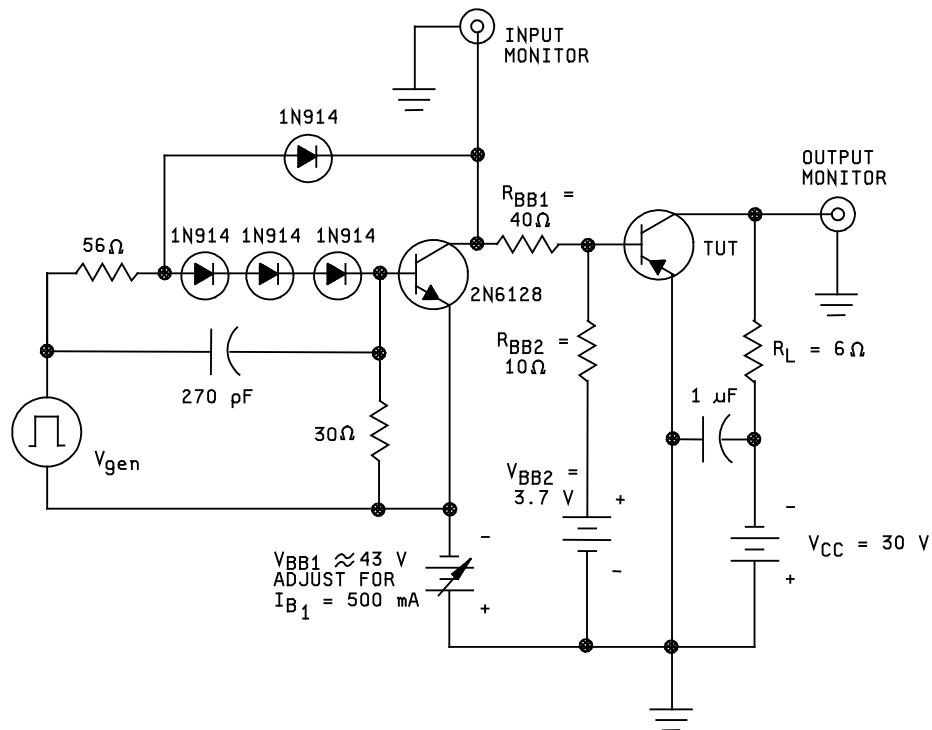 INPUT
MONITOR
1N914
OUTPUT
MONITOR
RBB1 =
40Ω
56Ω
1N914 1N914 1N914
TUT
2N6128
RBB2 =
10Ω
RL = 6Ω
270 pF
1 µF
30Ω
Vgen
VBB2 =
3.7 V
+
-
-
VCC = 30 V
+
-
VBB1 ≈ 43 V
ADJUST FOR
IB1 = 500 mA
+